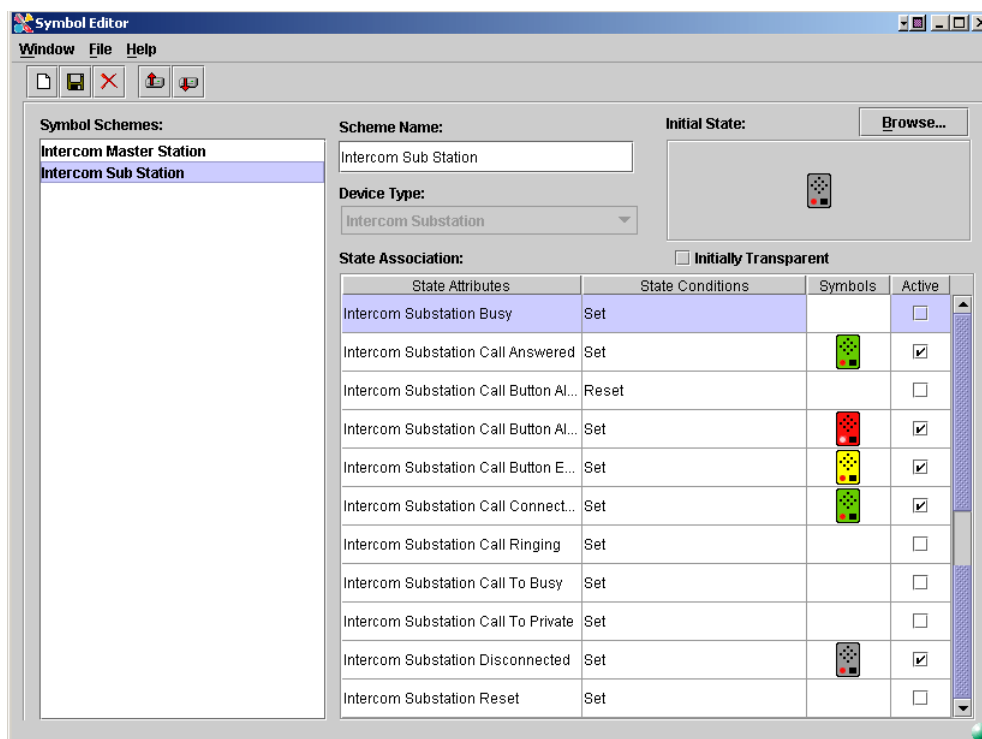 Symbol Editor
Window File Help
Symbol Schemes:
Intercom Master Station
Intercom Sub Station
Scheme Name:
Intercom Sub Station
Device Type:
Intercom Substation
Initial State:
Browse...
Initially Transparent
State Association:
State Attributes State Conditions Symbols Active
Intercom Substation Busy Set
Intercom Substation Call Answered Set
Intercom Substation Call Button Al... Reset
Intercom Substation Call Button Al... Set
Intercom Substation Call Button E... Set
Intercom Substation Call Connect... Set
Intercom Substation Call Ringing Set
Intercom Substation Call To Busy Set
Intercom Substation Call To Private Set
Intercom Substation Disconnected Set
Intercom Substation Reset Set